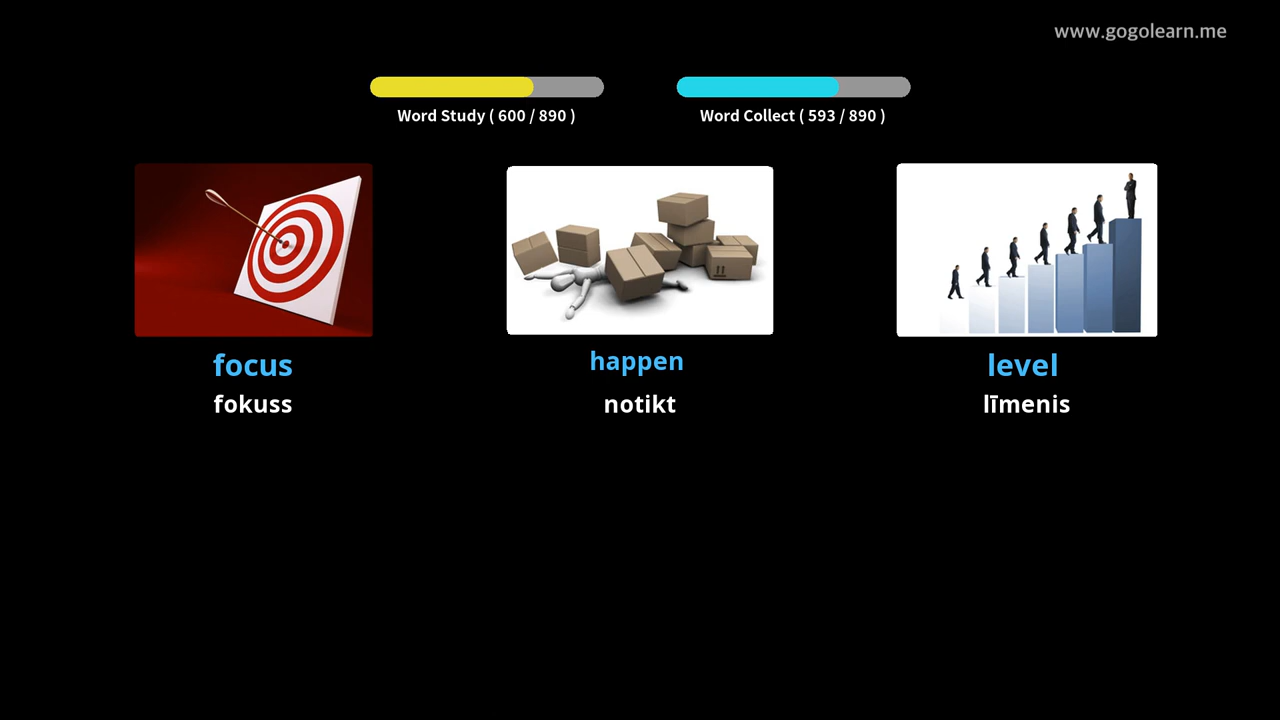 www.gogolearn.me
Word Study ( 600 / 890 )
Word Collect ( 593 / 890 )
focus
fokuss
happen
notikt
level
līmenis